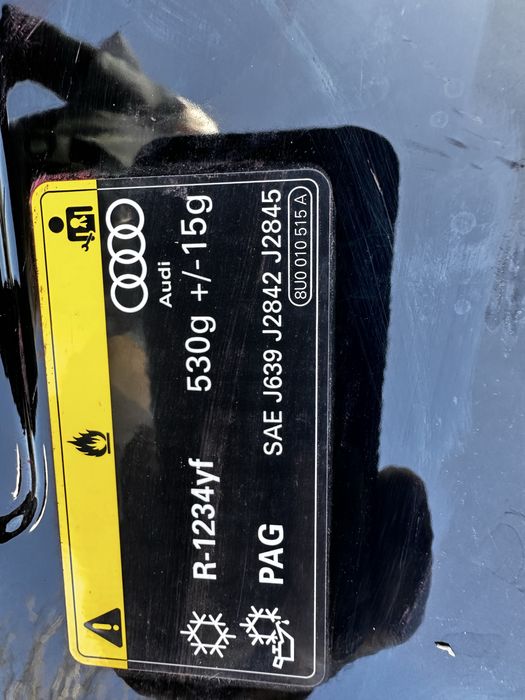 Audi
R-1234yf 530g +/-15g
PAG SAE J639 J2842 J2845
8U0 010 515 A